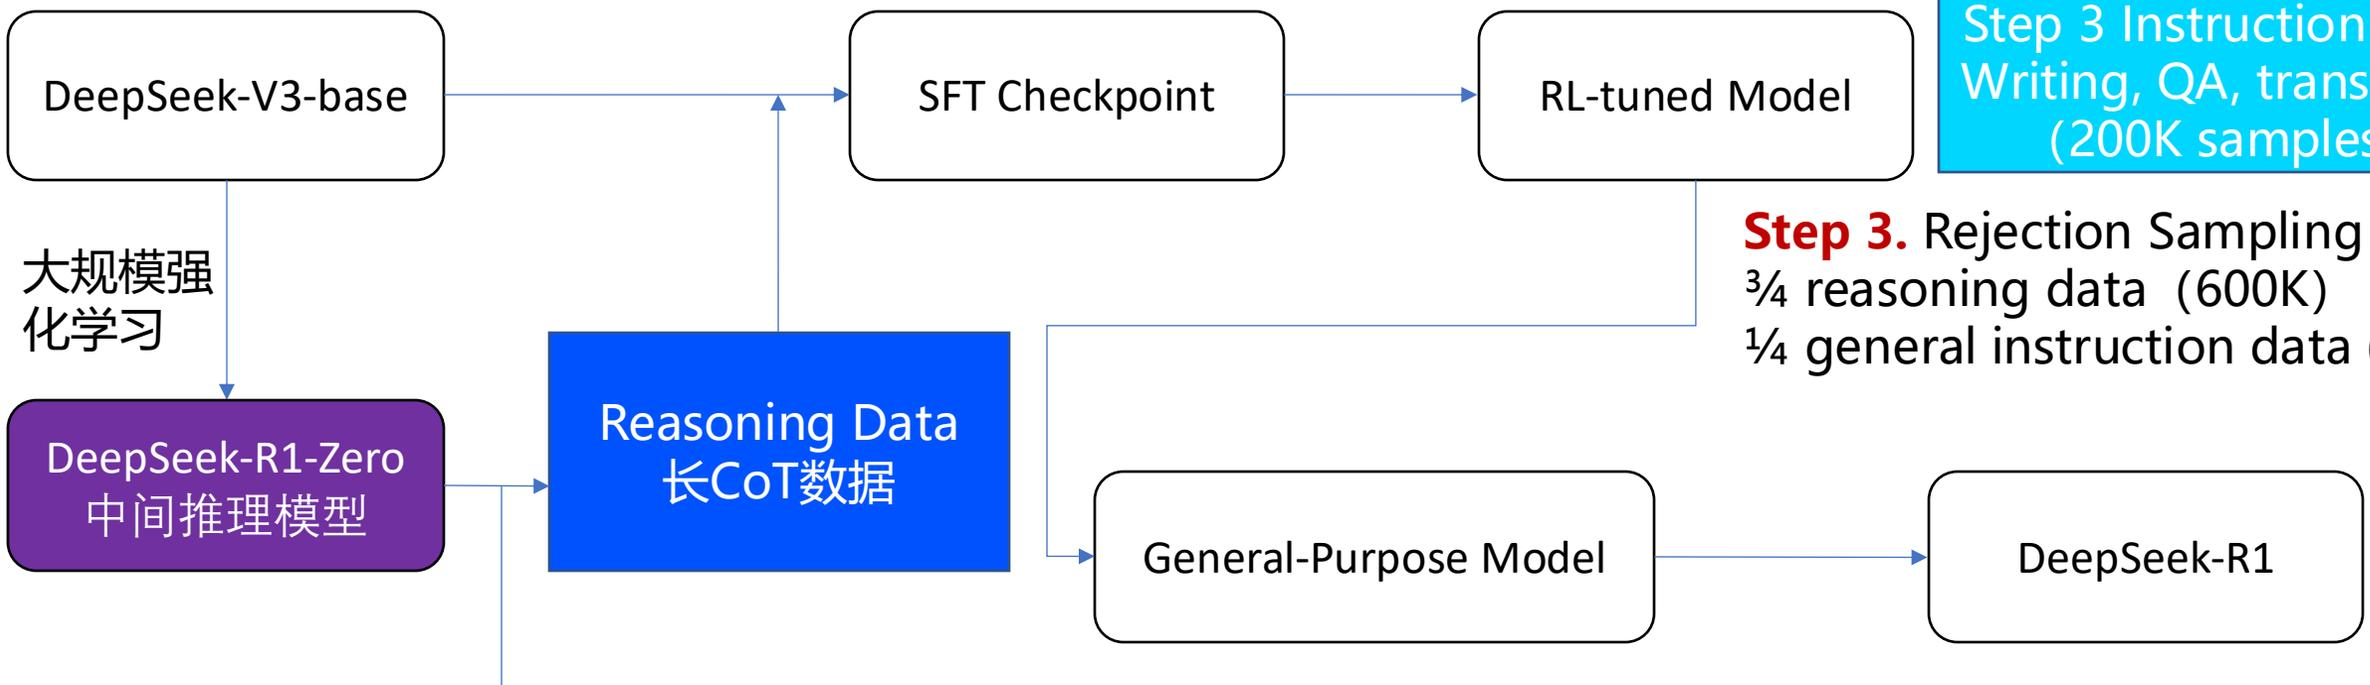 DeepSeek-V3-base
SFT Checkpoint
RL-tuned Model
Step 3 Instruction
Writing, QA, trans
(200K samples
大规模强
化学习
Step 3. Rejection Sampling
¾ reasoning data（600K）
¼ general instruction data (
Reasoning Data
长CoT数据
DeepSeek-R1-Zero
中间推理模型
General-Purpose Model
DeepSeek-R1